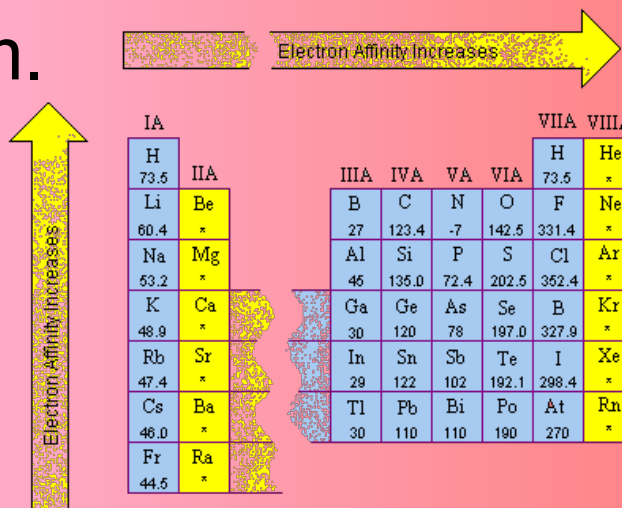 n.
Electron Affinity Increases
Electron Affinity Increases
IA VIIA VIIIA
H H He
73.5 IIA IIIA IVA VA VIA 73.5 *
Li Be B C N O F Ne
60.4 * 27 123.4 -7 142.5 331.4 *
Na Mg Al Si P S Cl Ar
53.2 * 45 135.0 72.4 202.5 352.4 *
K Ca Ga Ge As Se B Kr
48.9 * 30 120 78 197.0 327.9 *
Rb Sr In Sn Sb Te I Xe
47.4 * 29 122 102 192.1 298.4 *
Cs Ba Tl Pb Bi Po At Rn
46.0 * 30 110 110 190 270 *
Fr Ra
44.5 *